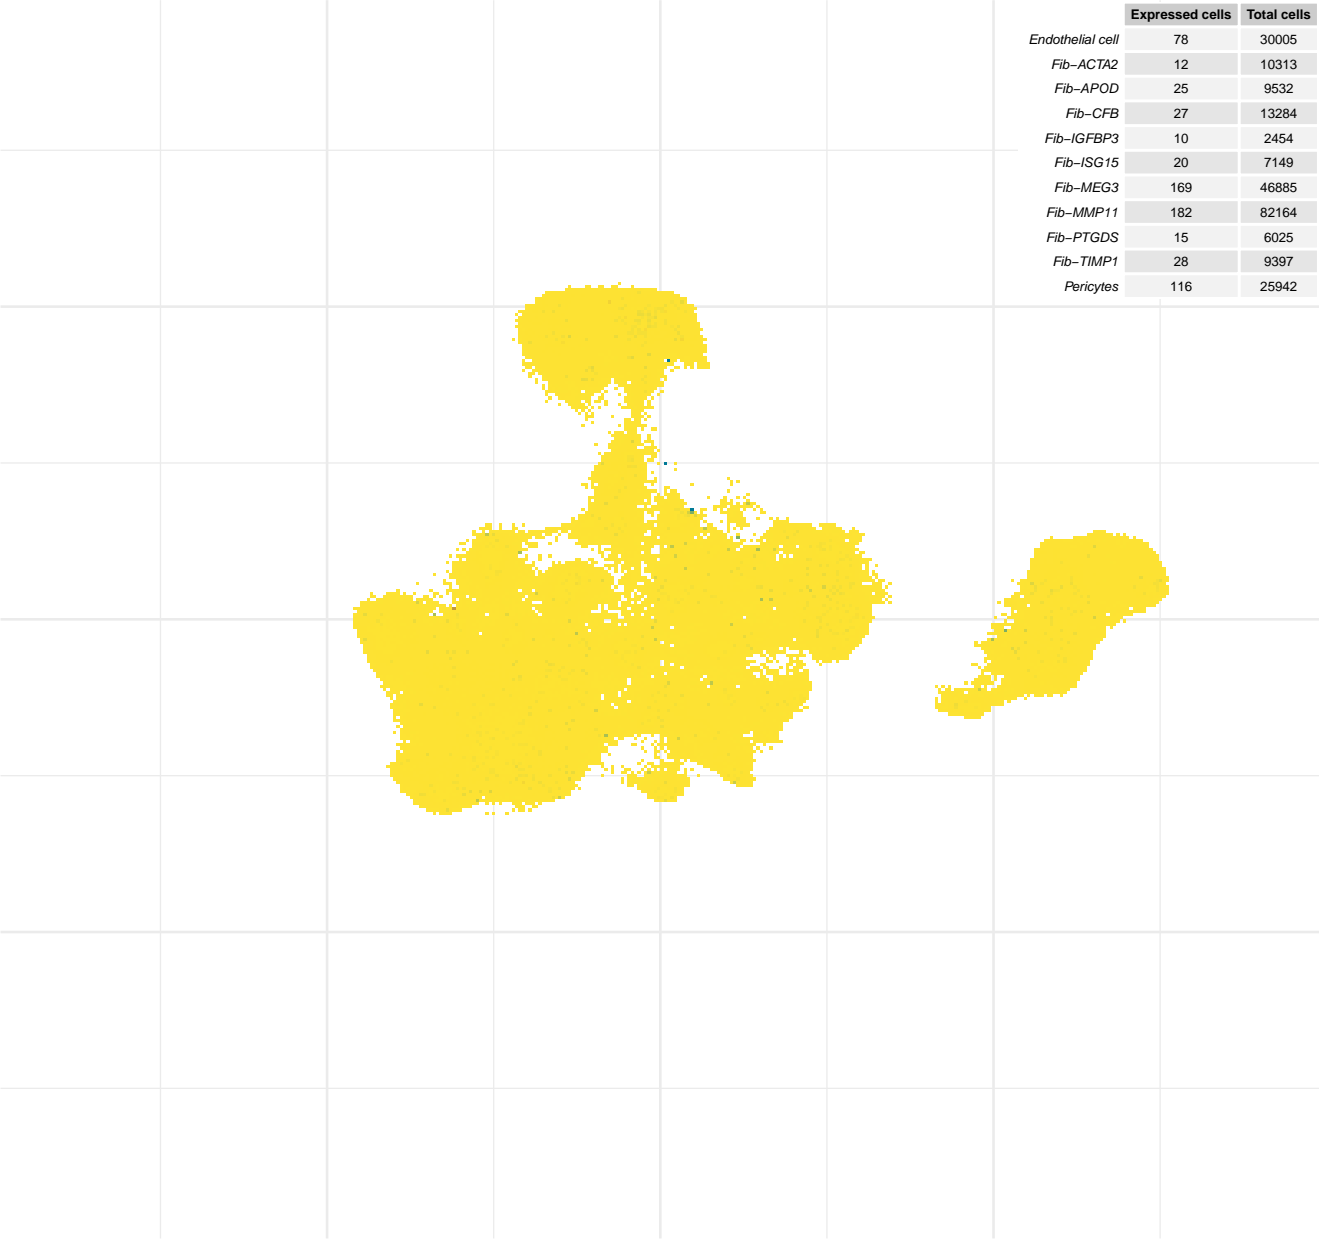 Expressed cells Total cells
Endothelial cell 78 30005
Fib−ACTA2 12 10313
Fib−APOD 25 9532
Fib−CFB 27 13284
Fib−IGFBP3 10 2454
Fib−ISG15 20 7149
Fib−MEG3 169 46885
Fib−MMP11 182 82164
Fib−PTGDS 15 6025
Fib−TIMP1 28 9397
Pericytes 116 25942